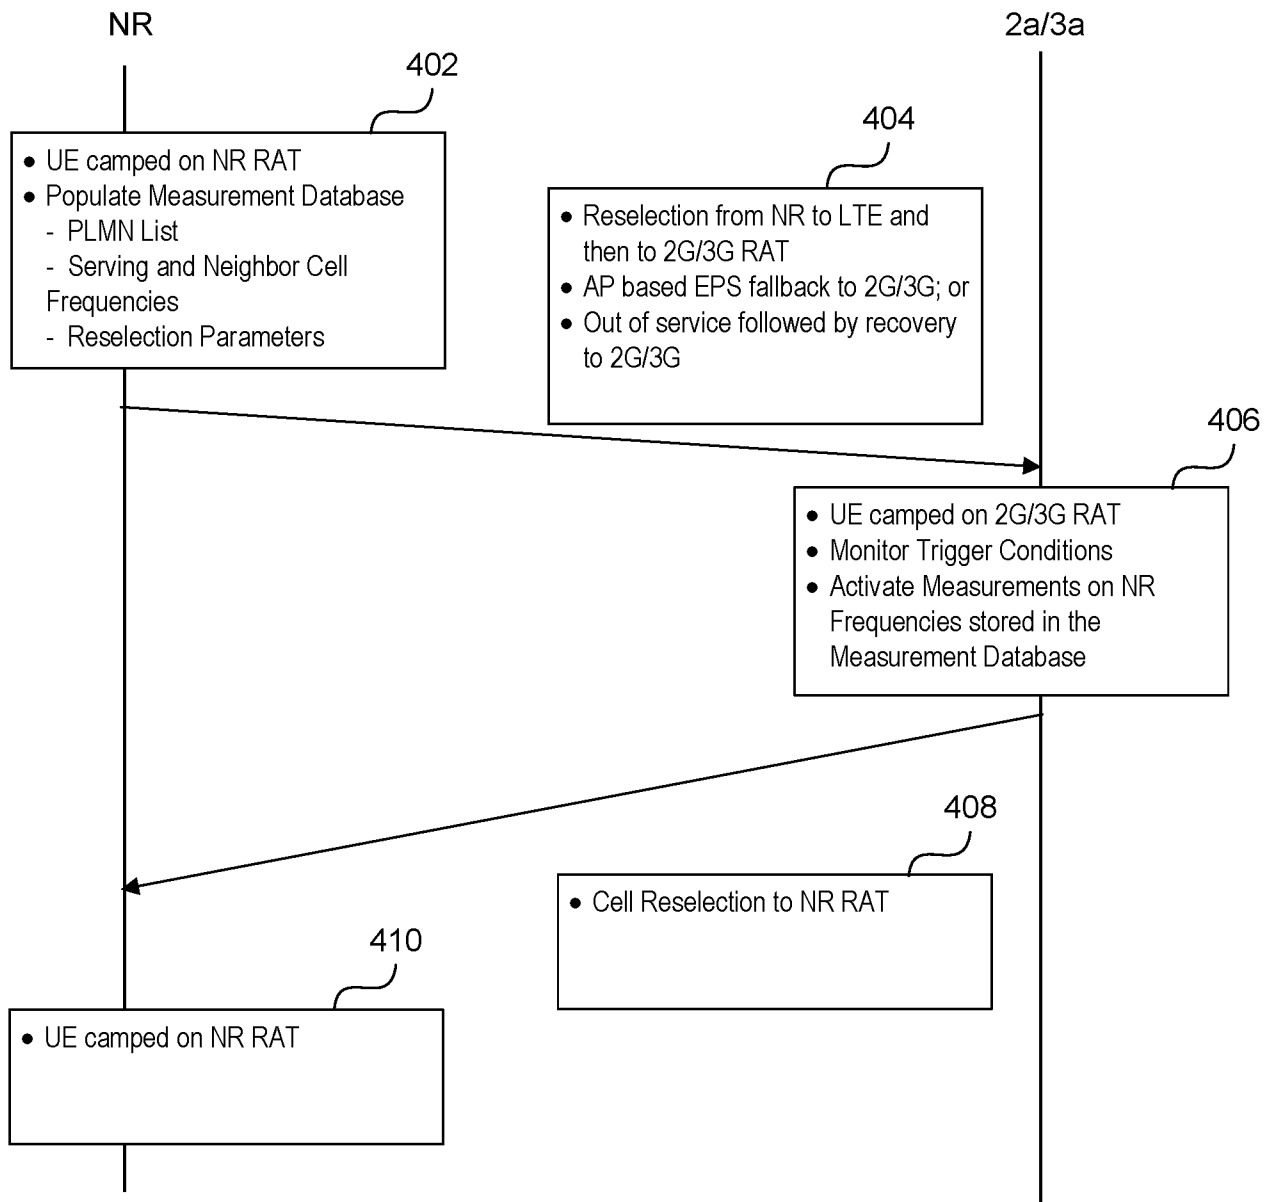 NR
2a/3a
402
● UE camped on NR RAT
● Populate Measurement Database
- PLMN List
- Serving and Neighbor Cell
Frequencies
- Reselection Parameters
404
● Reselection from NR to LTE and
then to 2G/3G RAT
● AP based EPS fallback to 2G/3G; or
● Out of service followed by recovery
to 2G/3G
406
● UE camped on 2G/3G RAT
● Monitor Trigger Conditions
● Activate Measurements on NR
Frequencies stored in the
Measurement Database
408
● Cell Reselection to NR RAT
410
● UE camped on NR RAT